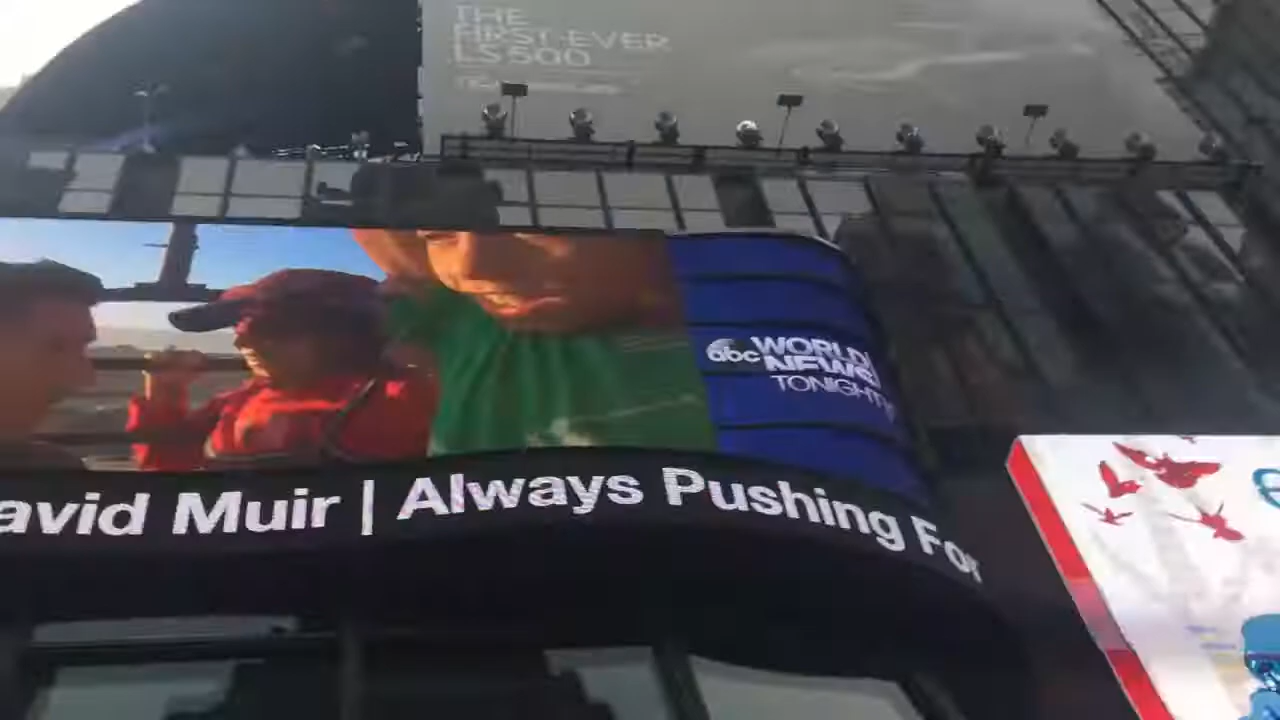 THE
FIRST-EVER
LS 500
abc WORLD
NEWS
TONIGHT
avid Muir | Always Pushing For